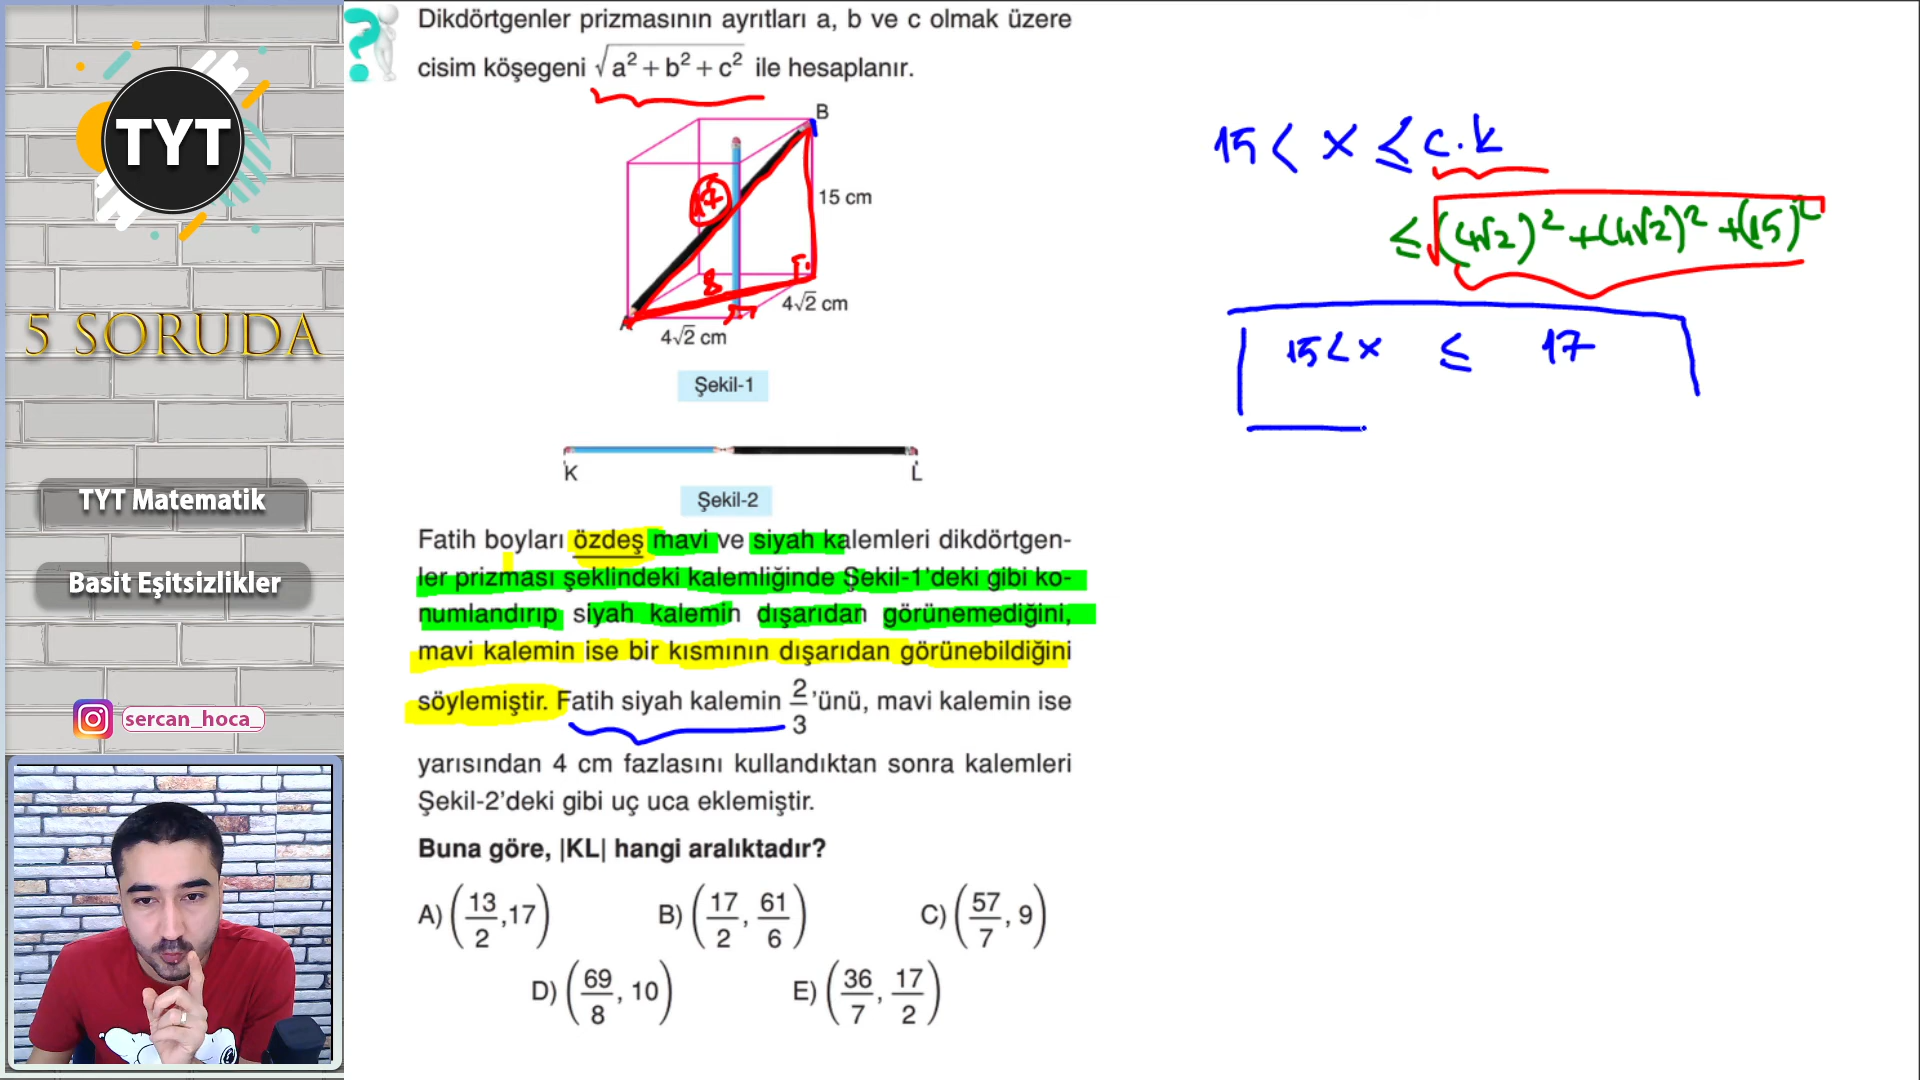 TYT
5 SORUDA
TYT Matematik
Basit Eşitsizlikler
sercan_hoca_
Dikdörtgenler prizmasının ayrıtları a, b ve c olmak üzere
cisim köşegeni √a² + b² + c² ile hesaplanır.
B
15 cm
17
8
4√2 cm
A
4√2 cm
Şekil-1
K
L
Şekil-2
Fatih boyları özdeş mavi ve siyah kalemleri dikdörtgen-
ler prizması şeklindeki kalemliğinde Şekil-1'deki gibi ko-
numlandırıp siyah kalemin dışarıdan görünemediğini,
mavi kalemin ise bir kısmının dışarıdan görünebildiğini
söylemiştir. Fatih siyah kalemin 2/3'ünü, mavi kalemin ise
yarısından 4 cm fazlasını kullandıktan sonra kalemleri
Şekil-2'deki gibi uç uca eklemiştir.
Buna göre, |KL| hangi aralıktadır?
A) (13/2, 17) B) (17/2, 61/6) C) (57/7, 9)
D) (69/8, 10) E) (36/7, 17/2)
15 < x ≤ c.k
≤ √(4√2)² + (4√2)² + (15)²
15 < x ≤ 17